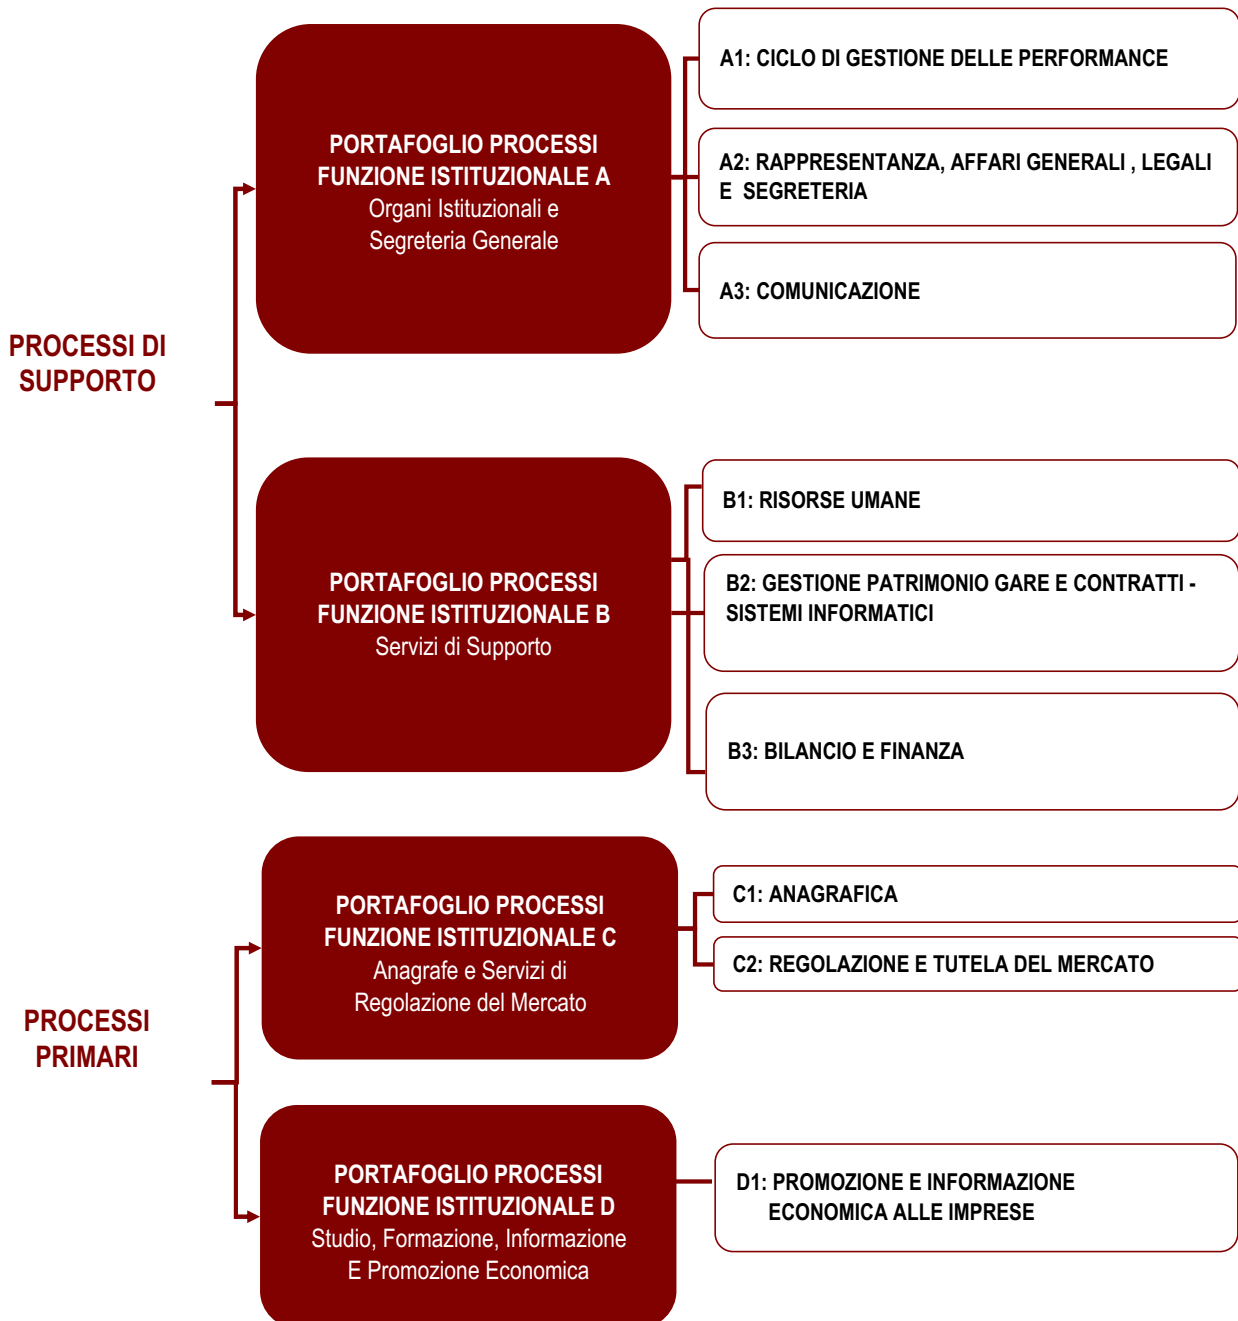 PROCESSI DI
SUPPORTO
PORTAFOGLIO PROCESSI
FUNZIONE ISTITUZIONALE A
Organi Istituzionali e
Segreteria Generale
A1: CICLO DI GESTIONE DELLE PERFORMANCE
A2: RAPPRESENTANZA, AFFARI GENERALI , LEGALI
E SEGRETERIA
A3: COMUNICAZIONE
PORTAFOGLIO PROCESSI
FUNZIONE ISTITUZIONALE B
Servizi di Supporto
B1: RISORSE UMANE
B2: GESTIONE PATRIMONIO GARE E CONTRATTI -
SISTEMI INFORMATICI
B3: BILANCIO E FINANZA
PROCESSI
PRIMARI
PORTAFOGLIO PROCESSI
FUNZIONE ISTITUZIONALE C
Anagrafe e Servizi di
Regolazione del Mercato
C1: ANAGRAFICA
C2: REGOLAZIONE E TUTELA DEL MERCATO
PORTAFOGLIO PROCESSI
FUNZIONE ISTITUZIONALE D
Studio, Formazione, Informazione
E Promozione Economica
D1: PROMOZIONE E INFORMAZIONE
ECONOMICA ALLE IMPRESE